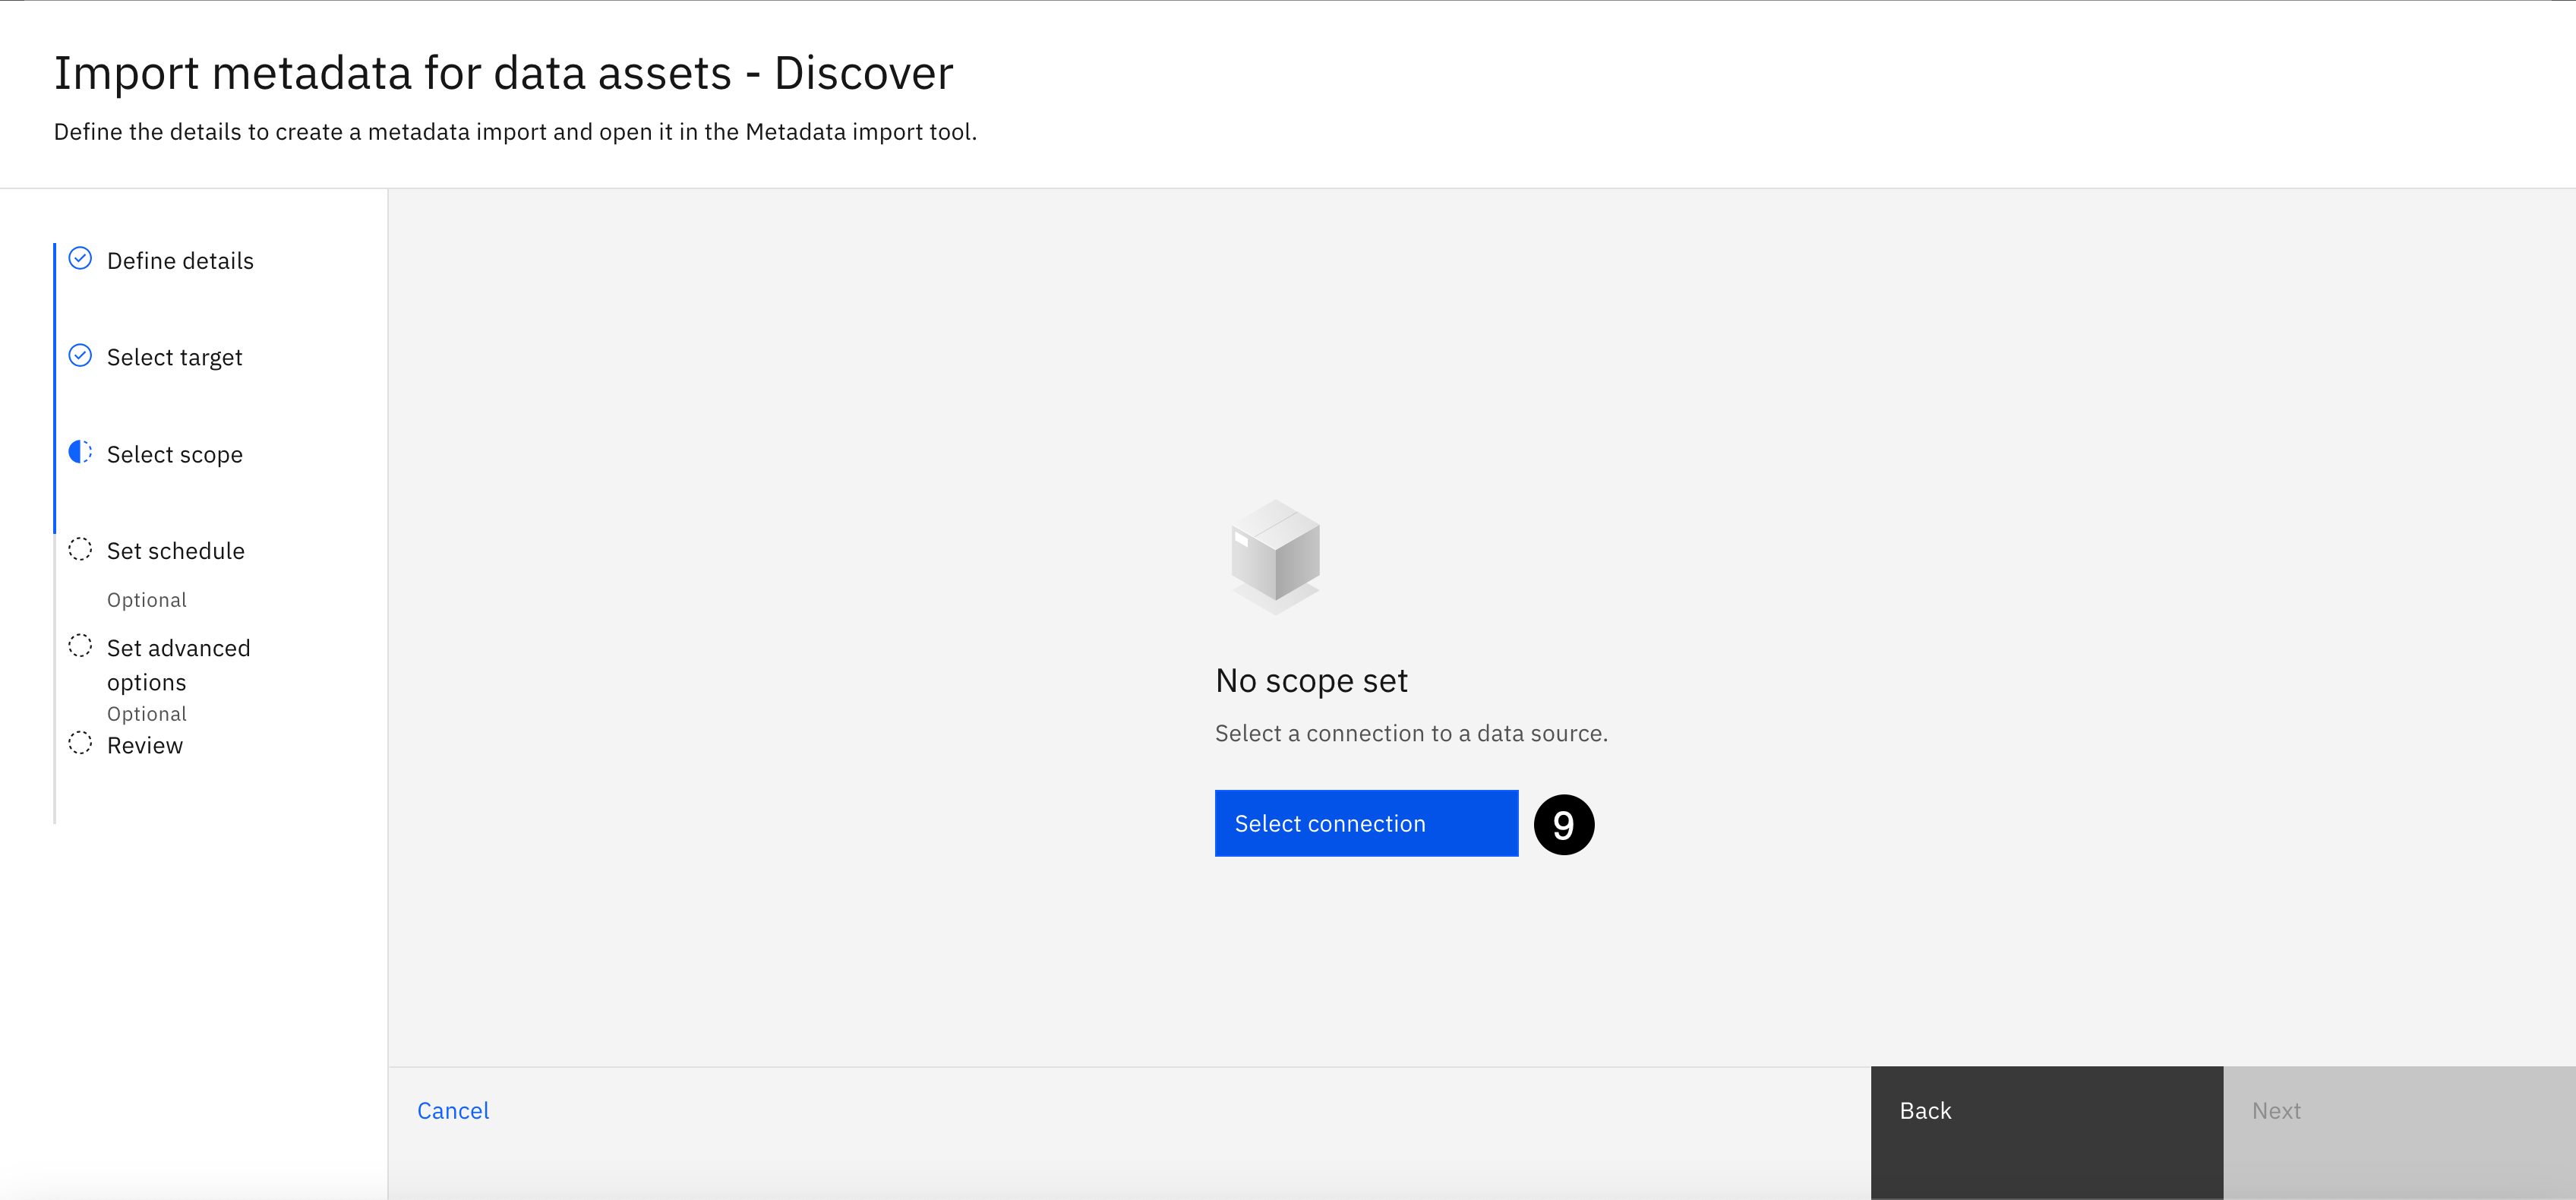 Import metadata for data assets - Discover
Define the details to create a metadata import and open it in the Metadata import tool.
Define details
Select target
Select scope
Set schedule
Optional
Set advanced
options
Optional
Review
No scope set
Select a connection to a data source.
Select connection
9
Cancel
Back
Next